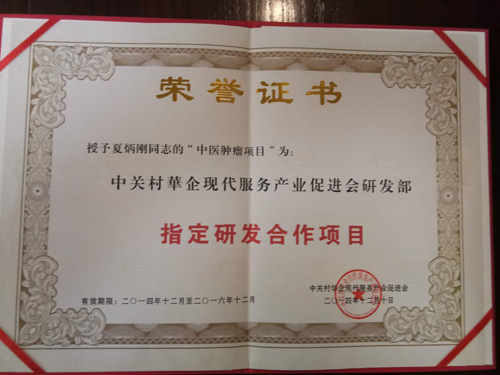 荣誉证书
授予夏炳刚同志的“中医肿瘤项目”为:
中关村華企现代服务产业促进会研发部
指定研发合作项目
中关村华企现代服务产业促进会
有效期限:二〇一四年十二月至二〇一六年十二月
二〇一四年十二月十日